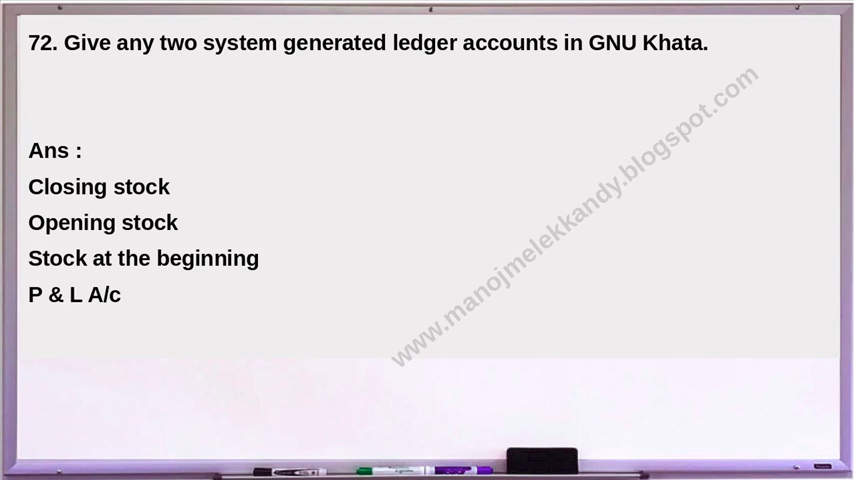 72. Give any two system generated ledger accounts in GNU Khata.
Ans :
Closing stock
Opening stock
Stock at the beginning
P & L A/c
www.manojmelekkandy.blogspot.com